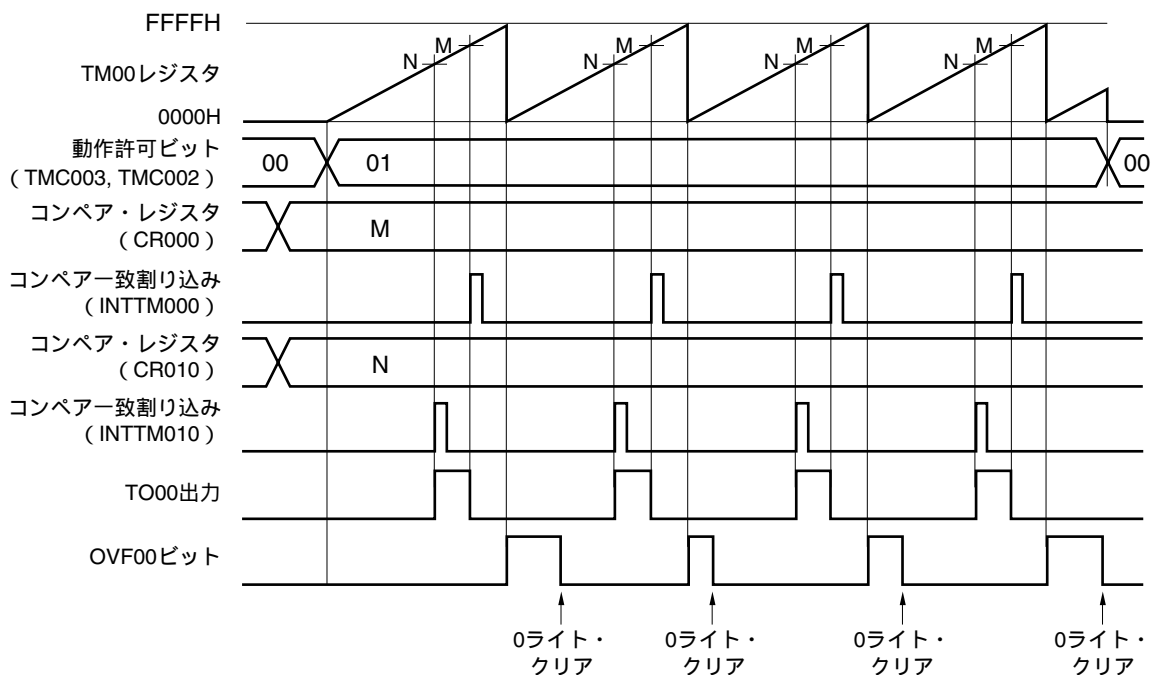 FFFFH
M M M M
N N N N
TM00レジスタ
0000H
動作許可ビット
（TMC003, TMC002）
00 01 00
コンペア・レジスタ
（CR000）
M
コンペア一致割り込み
（INTTM000）
コンペア・レジスタ
（CR010）
N
コンペア一致割り込み
（INTTM010）
TO00出力
OVF00ビット
0ライト・ 0ライト・ 0ライト・ 0ライト・
クリア クリア クリア クリア